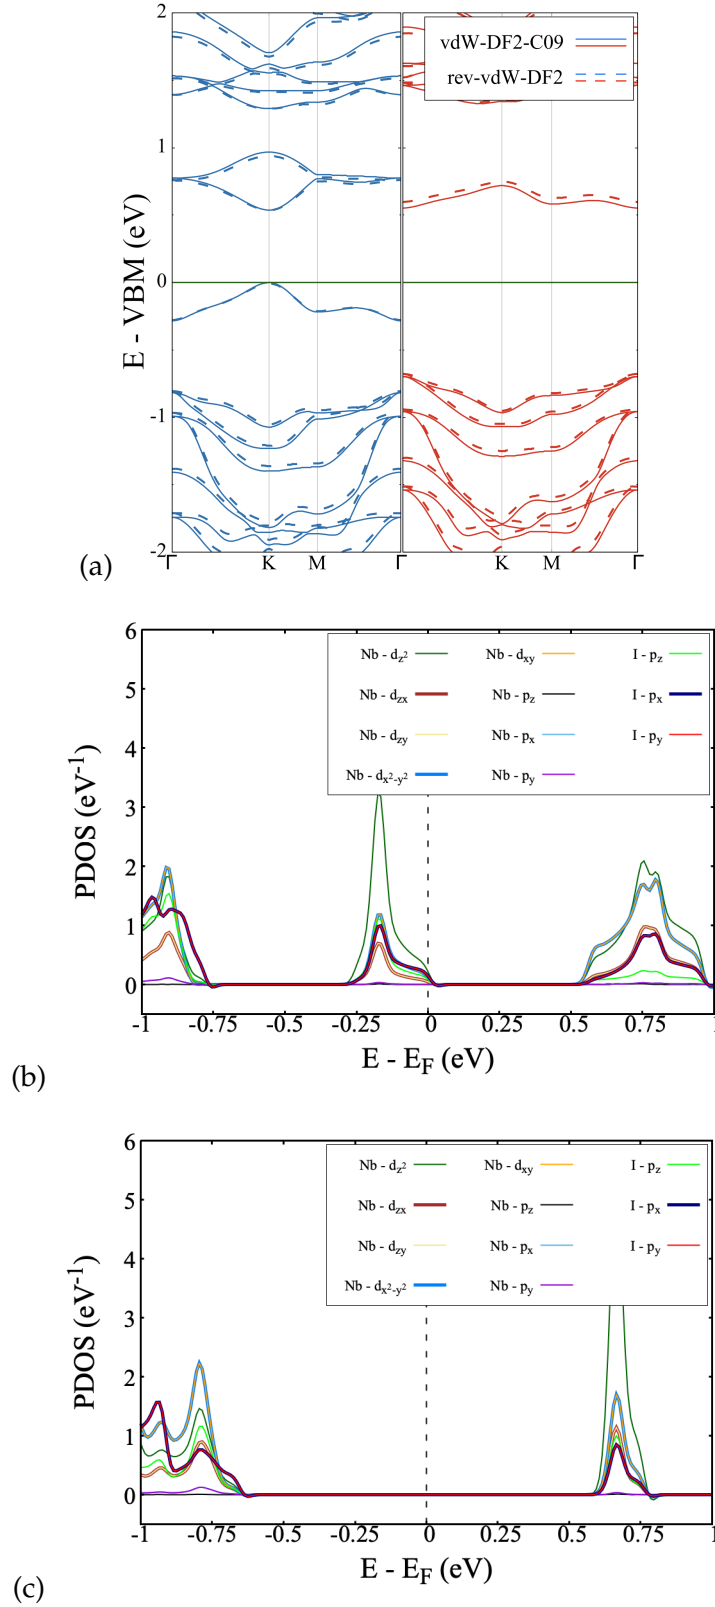 2
vdW-DF2-C09
rev-vdW-DF2
1
E - VBM (eV)
0
-1
-2
Γ K M Γ K M Γ
(a)
6
Nb - d_z² Nb - d_xy I - p_z
Nb - d_zx Nb - p_z I - p_x
Nb - d_zy Nb - p_x I - p_y
Nb - d_x²-y² Nb - p_y
5
4
3
2
1
0
PDOS (eV⁻¹)
-1 -0.75 -0.5 -0.25 0 0.25 0.5 0.75 1
E - E_F (eV)
(b)
6
Nb - d_z² Nb - d_xy I - p_z
Nb - d_zx Nb - p_z I - p_x
Nb - d_zy Nb - p_x I - p_y
Nb - d_x²-y² Nb - p_y
5
4
3
2
1
0
PDOS (eV⁻¹)
-1 -0.75 -0.5 -0.25 0 0.25 0.5 0.75 1
E - E_F (eV)
(c)